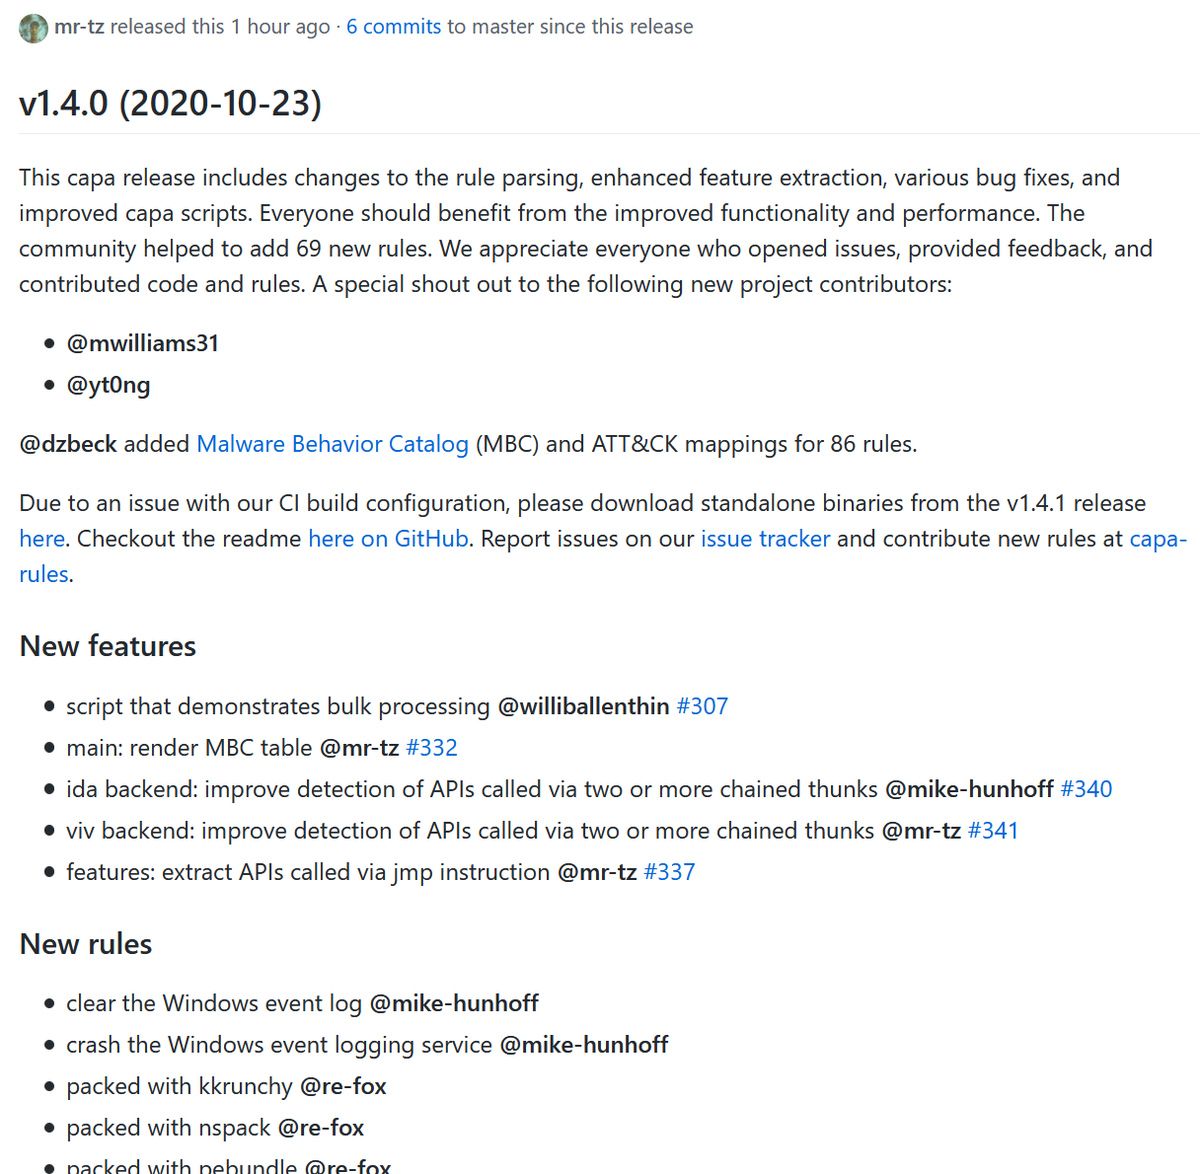 mr-tz released this 1 hour ago · 6 commits to master since this release
v1.4.0 (2020-10-23)
This capa release includes changes to the rule parsing, enhanced feature extraction, various bug fixes, and
improved capa scripts. Everyone should benefit from the improved functionality and performance. The
community helped to add 69 new rules. We appreciate everyone who opened issues, provided feedback, and
contributed code and rules. A special shout out to the following new project contributors:
• @mwilliams31
• @yt0ng
@dzbeck added Malware Behavior Catalog (MBC) and ATT&CK mappings for 86 rules.
Due to an issue with our CI build configuration, please download standalone binaries from the v1.4.1 release
here. Checkout the readme here on GitHub. Report issues on our issue tracker and contribute new rules at capa-
rules.
New features
• script that demonstrates bulk processing @williballenthin #307
• main: render MBC table @mr-tz #332
• ida backend: improve detection of APIs called via two or more chained thunks @mike-hunhoff #340
• viv backend: improve detection of APIs called via two or more chained thunks @mr-tz #341
• features: extract APIs called via jmp instruction @mr-tz #337
New rules
• clear the Windows event log @mike-hunhoff
• crash the Windows event logging service @mike-hunhoff
• packed with kkrunchy @re-fox
• packed with nspack @re-fox
• packed with pebundle @re-fox